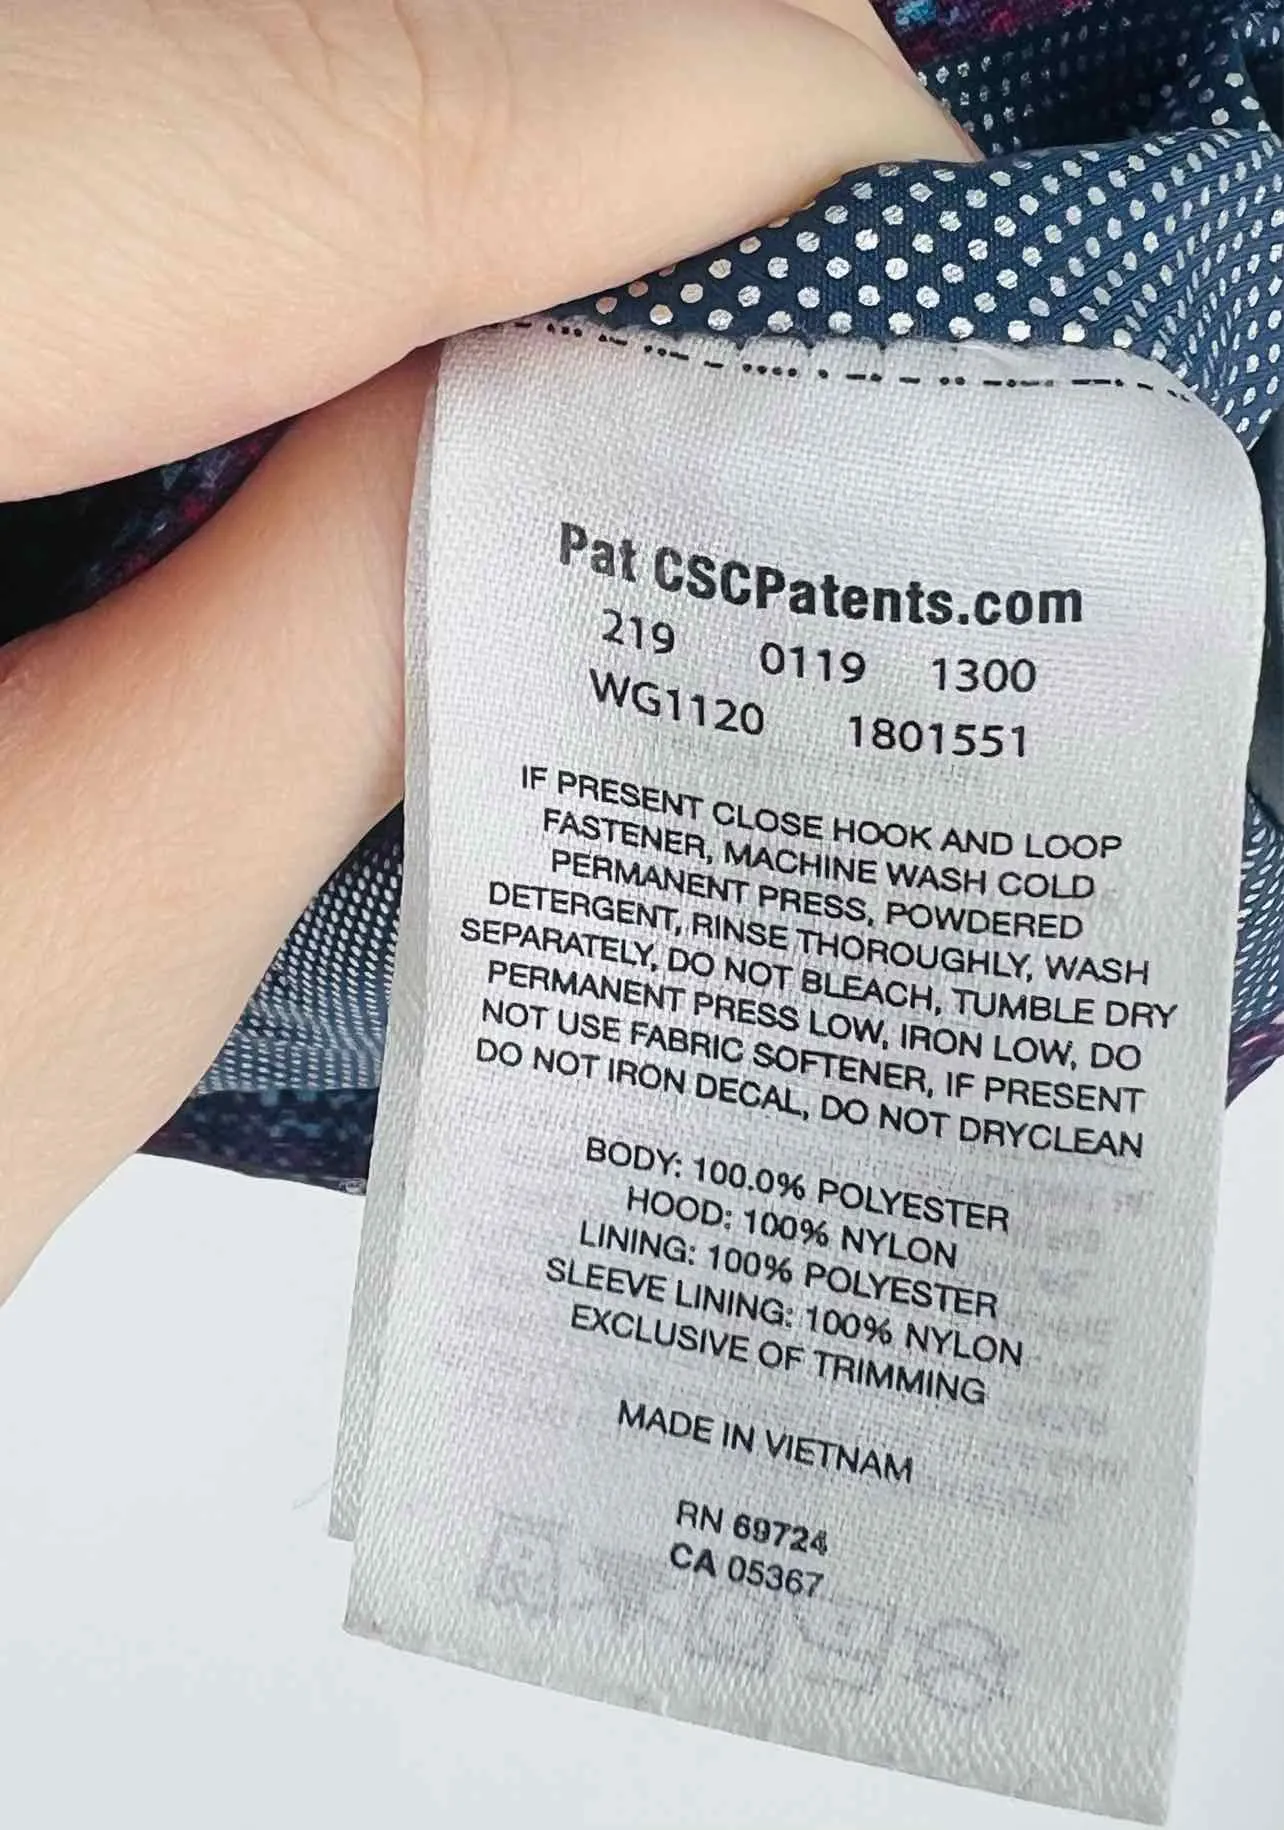 Pat CSCPatents.com
219 0119 1300
WG1120 1801551
IF PRESENT CLOSE HOOK AND LOOP
FASTENER, MACHINE WASH COLD
PERMANENT PRESS, POWDERED
DETERGENT, RINSE THOROUGHLY, WASH
SEPARATELY, DO NOT BLEACH, TUMBLE DRY
PERMANENT PRESS LOW, IRON LOW, DO
NOT USE FABRIC SOFTENER, IF PRESENT
DO NOT IRON DECAL, DO NOT DRYCLEAN
BODY: 100.0% POLYESTER
HOOD: 100% NYLON
LINING: 100% POLYESTER
SLEEVE LINING: 100% NYLON
EXCLUSIVE OF TRIMMING
MADE IN VIETNAM
RN 69724
CA 05367